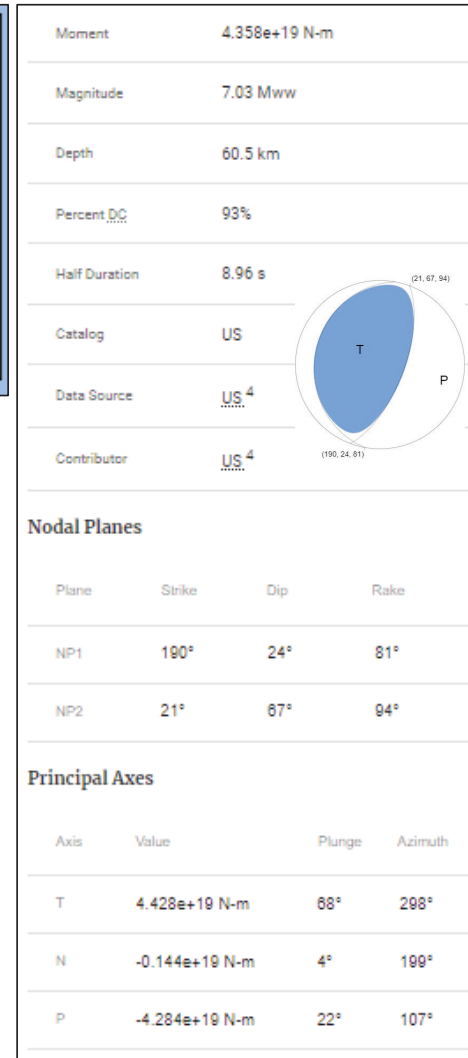 Moment 4.358e+19 N-m
Magnitude 7.03 Mww
Depth 60.5 km
Percent DC 93%
Half Duration 8.96 s
Catalog US
Data Source US 4
Contributor US 4
(21, 67, 94)
T
P
(190, 24, 81)
Nodal Planes
Plane Strike Dip Rake
NP1 190° 24° 81°
NP2 21° 67° 94°
Principal Axes
Axis Value Plunge Azimuth
T 4.428e+19 N-m 68° 298°
N -0.144e+19 N-m 4° 199°
P -4.284e+19 N-m 22° 107°